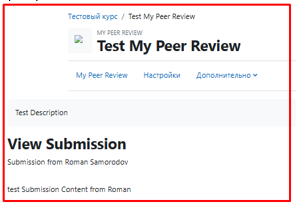 Тестовый курс / Test My Peer Review
MY PEER REVIEW
Test My Peer Review
My Peer Review Настройки Дополнительно
Test Description
View Submission
Submission from Roman Samorodov
test Submission Content from Roman